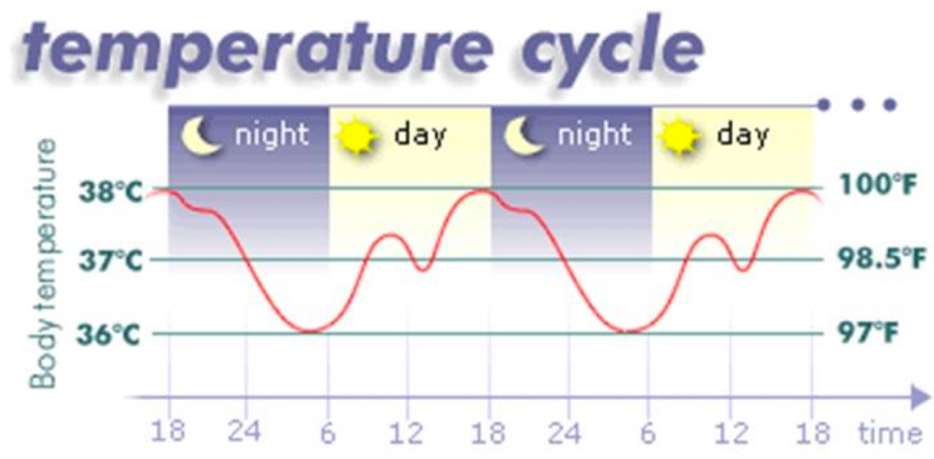 temperature cycle
night day night day
38°C 100°F
37°C 98.5°F
36°C 97°F
Body temperature
18 24 6 12 18 24 6 12 18 time